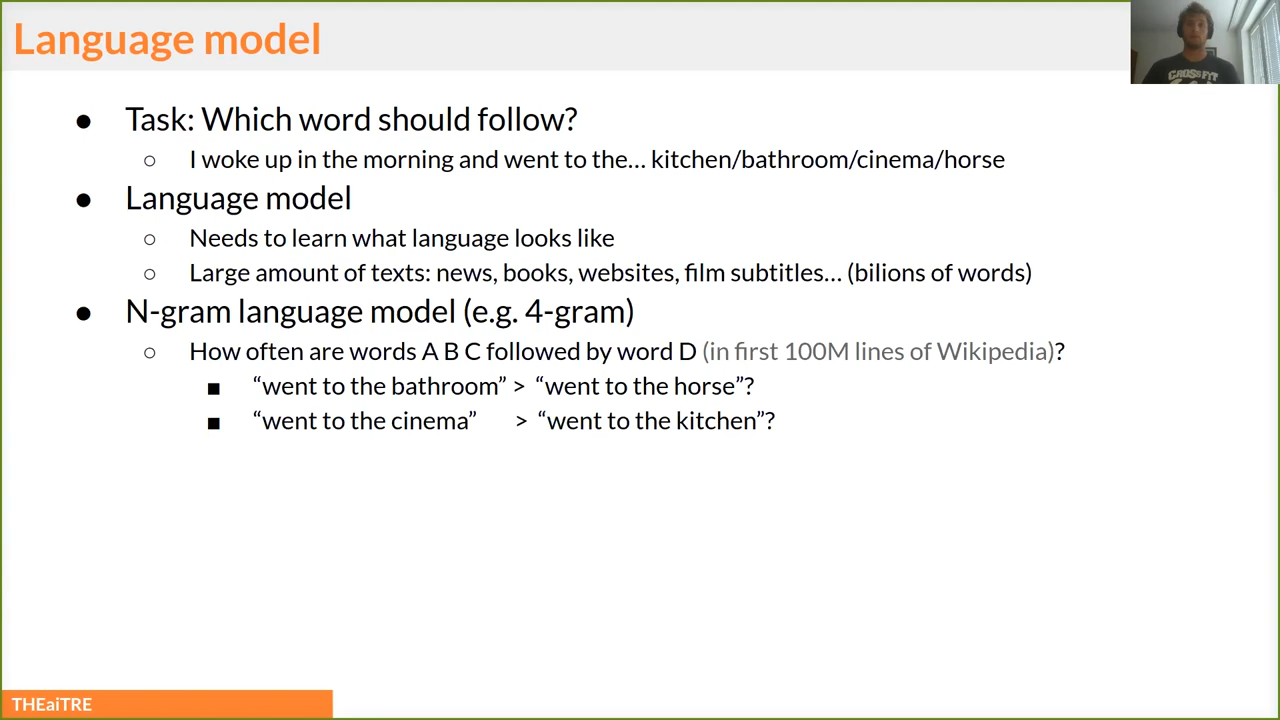 Language model
CROSSFIT
● Task: Which word should follow?
○ I woke up in the morning and went to the… kitchen/bathroom/cinema/horse
● Language model
○ Needs to learn what language looks like
○ Large amount of texts: news, books, websites, film subtitles… (bilions of words)
● N-gram language model (e.g. 4-gram)
○ How often are words A B C followed by word D (in first 100M lines of Wikipedia)?
■ “went to the bathroom” > “went to the horse”?
■ “went to the cinema” > “went to the kitchen”?
THEaiTRE